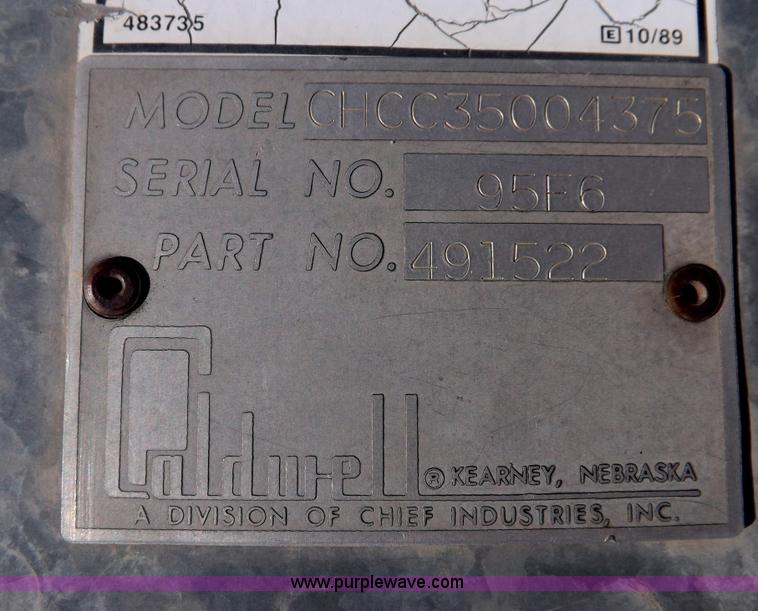 483735
E 10/89
MODEL CHCC35004375
SERIAL NO. 95F6
PART NO. 491522
Caldwell ® KEARNEY, NEBRASKA
A DIVISION OF CHIEF INDUSTRIES, INC.
www.purplewave.com